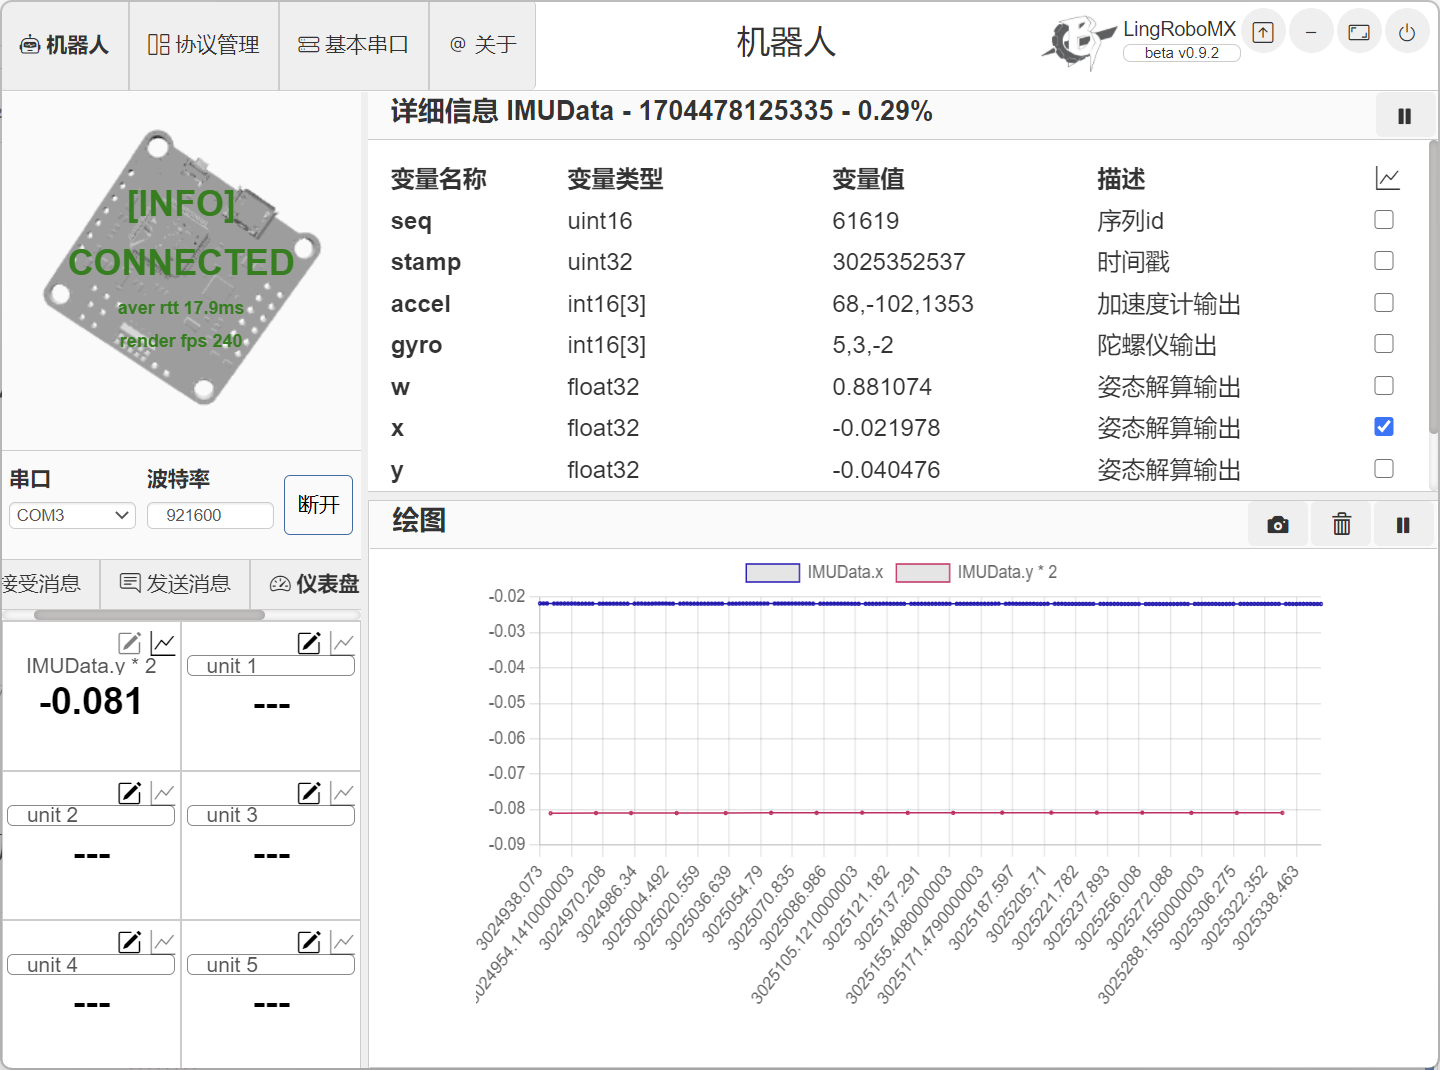 机器人
协议管理
基本串口
@ 关于
机器人
LingRoboMX
beta v0.9.2
[INFO]
CONNECTED
aver rtt 17.9ms
render fps 240
串口
波特率
COM3
921600
断开
接受消息
发送消息
仪表盘
IMUData.y * 2
-0.081
unit 1
---
unit 2
---
unit 3
---
unit 4
---
unit 5
---
详细信息 IMUData - 1704478125335 - 0.29%
变量名称 变量类型 变量值 描述
seq uint16 61619 序列id
stamp uint32 3025352537 时间戳
accel int16[3] 68,-102,1353 加速度计输出
gyro int16[3] 5,3,-2 陀螺仪输出
w float32 0.881074 姿态解算输出
x float32 -0.021978 姿态解算输出
y float32 -0.040476 姿态解算输出
绘图
IMUData.x IMUData.y * 2
-0.02
-0.03
-0.04
-0.05
-0.06
-0.07
-0.08
-0.09
3024938.073
3024954.1410000003
3024970.208
3024986.34
3025004.492
3025020.559
3025036.639
3025054.79
3025070.835
3025086.986
3025105.1210000003
3025121.182
3025137.291
3025155.4080000003
3025171.4790000003
3025187.597
3025205.71
3025221.782
3025237.893
3025256.008
3025272.088
3025288.1550000003
3025306.275
3025322.352
3025338.463